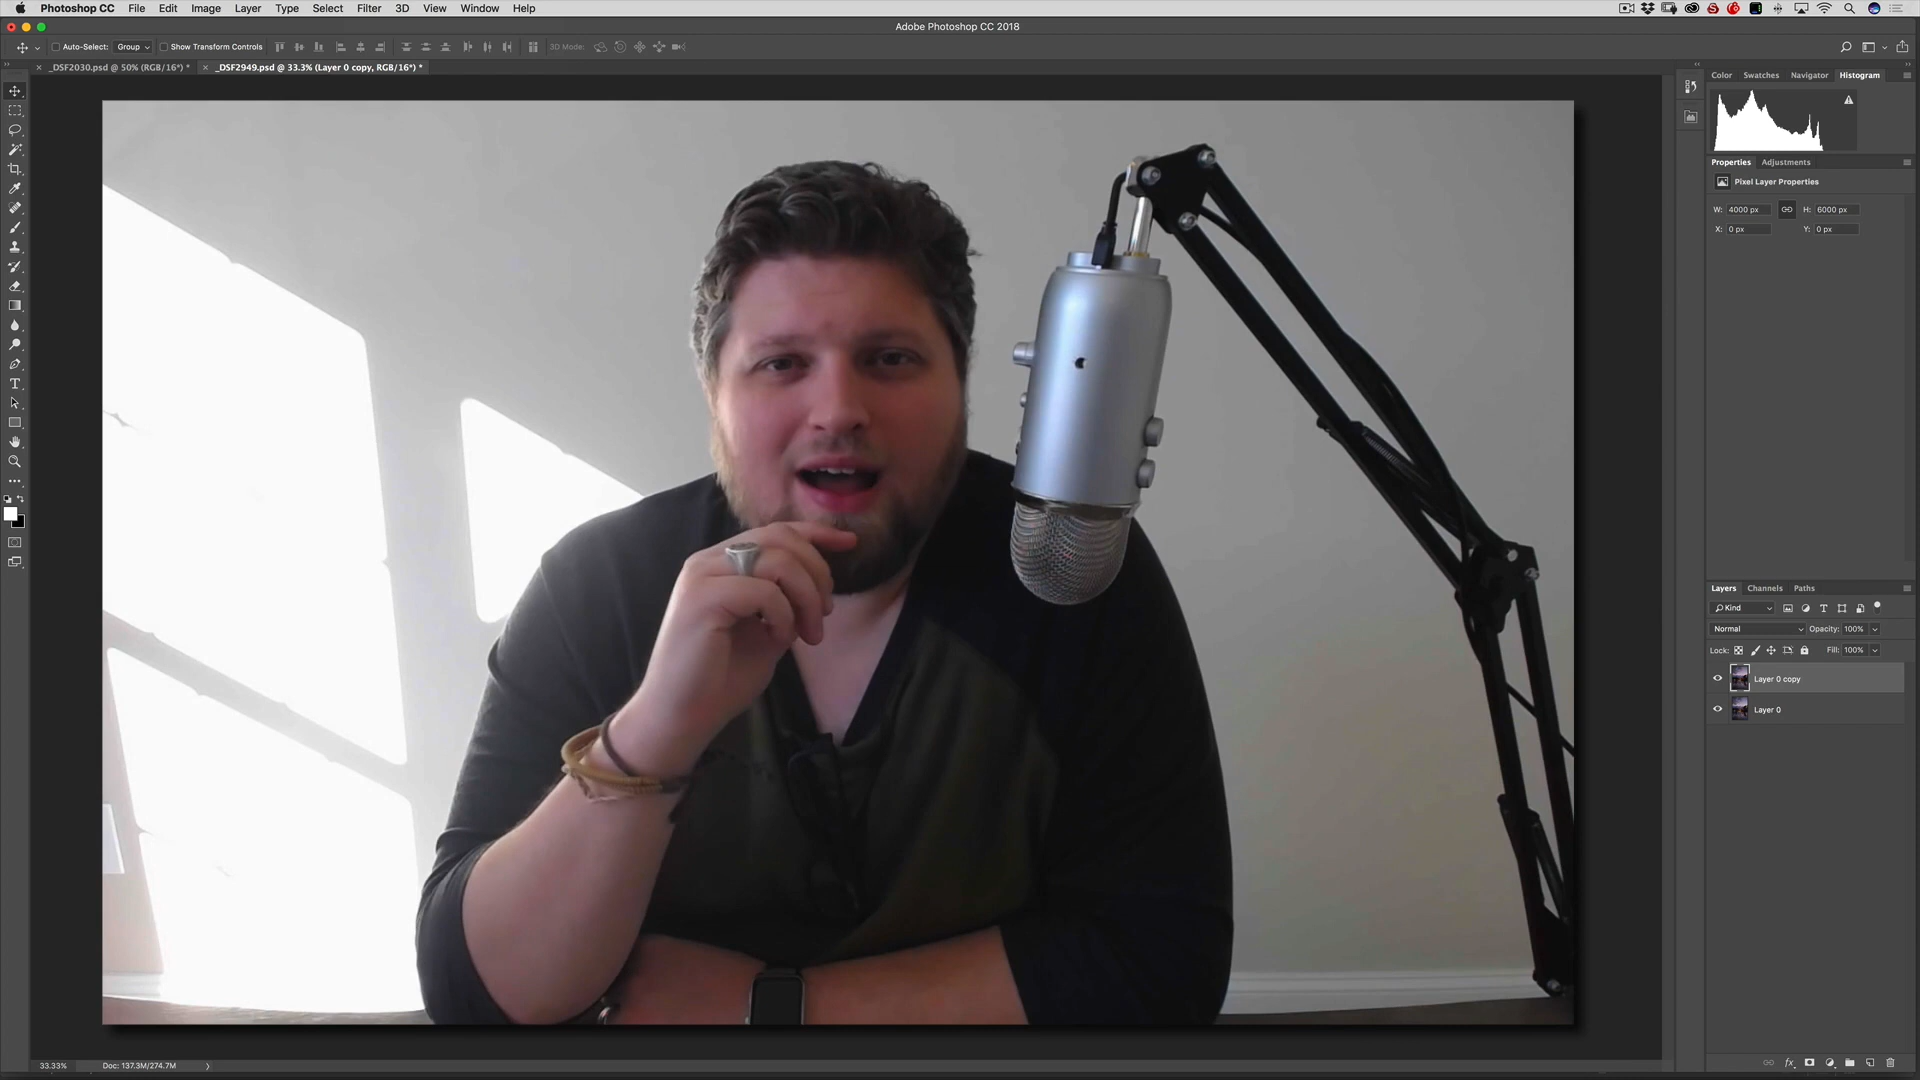 Photoshop CC File Edit Image Layer Type Select Filter 3D View Window Help
Adobe Photoshop CC 2018
Auto-Select: Group Show Transform Controls 3D Mode:
_DSF2030.psd @ 50% (RGB/16*) * _DSF2949.psd @ 33.3% (Layer 0 copy, RGB/16*) *
Color Swatches Navigator Histogram
Properties Adjustments
Pixel Layer Properties
W: 4000 px H: 6000 px
X: 0 px Y: 0 px
Layers Channels Paths
Kind
Normal Opacity: 100%
Lock: Fill: 100%
Layer 0 copy
Layer 0
fx
33.33% Doc: 137.3M/274.7M